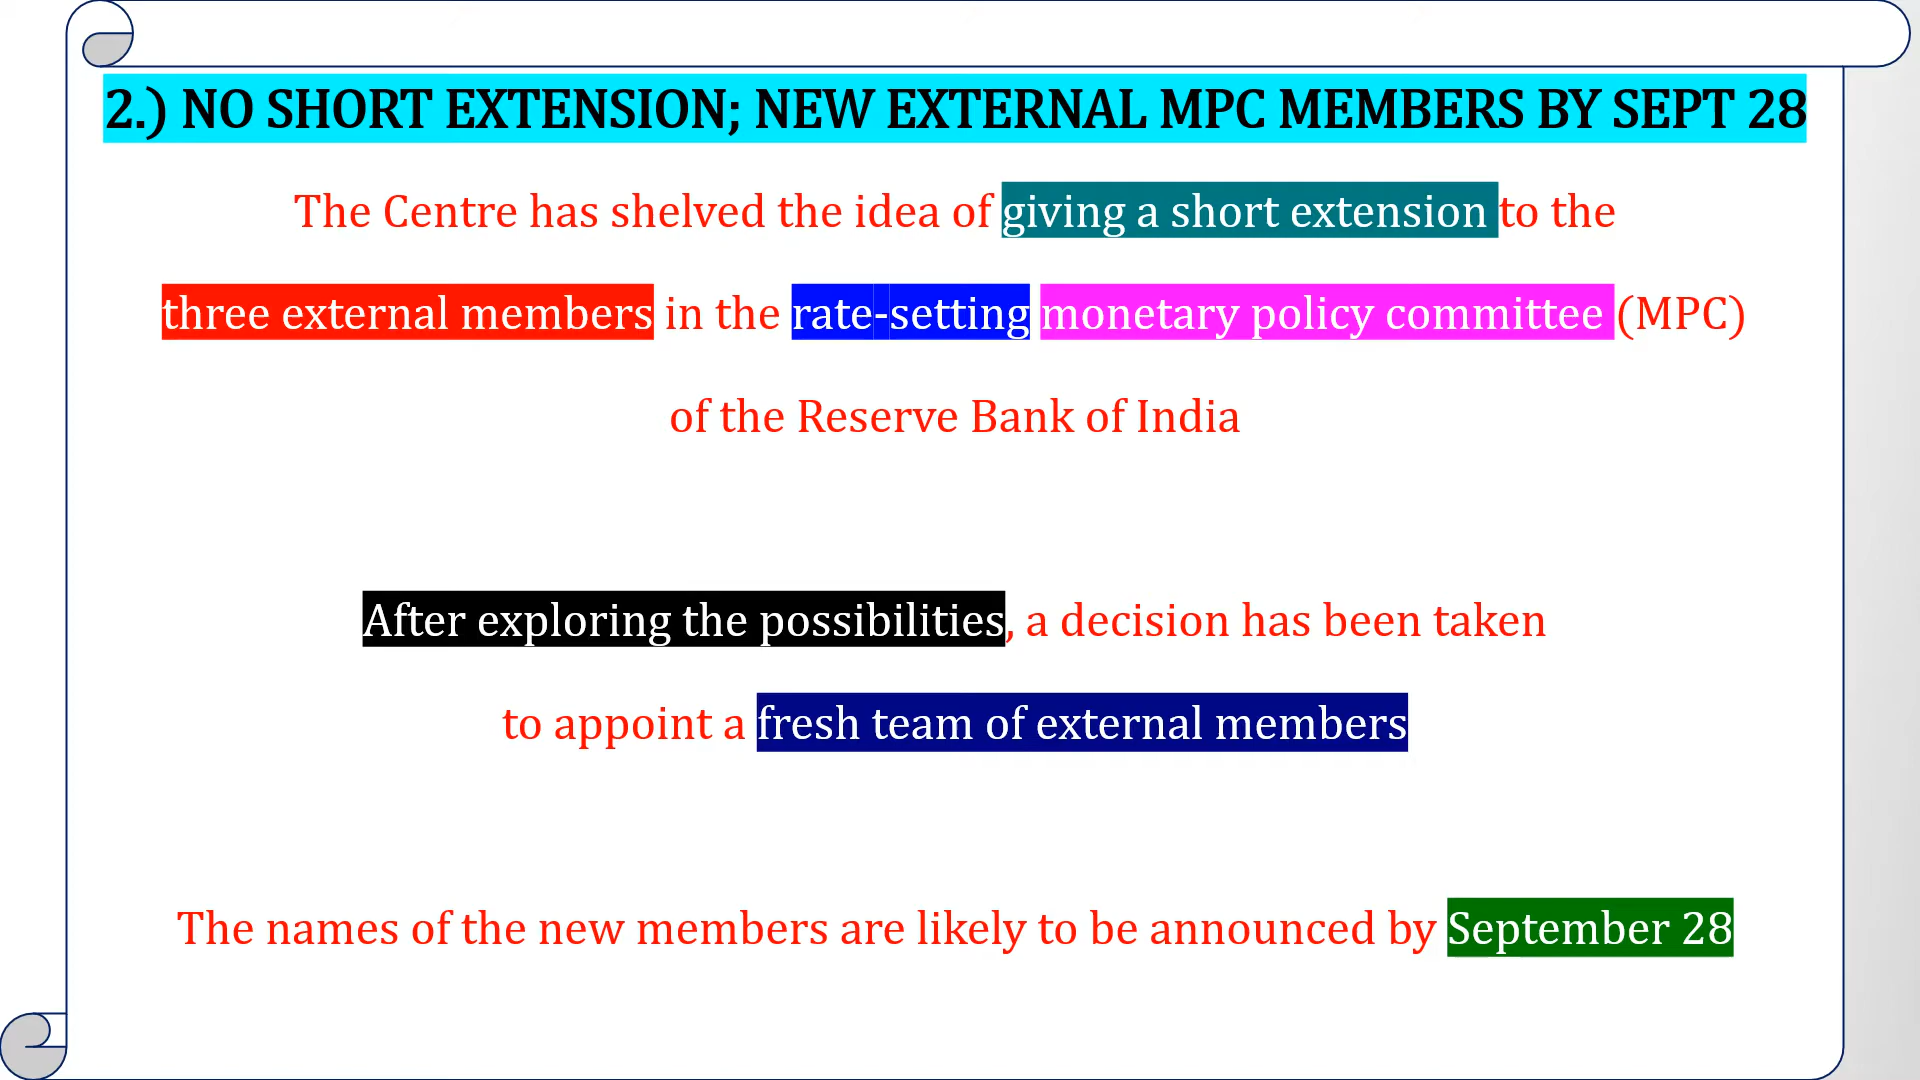 2.) NO SHORT EXTENSION; NEW EXTERNAL MPC MEMBERS BY SEPT 28
The Centre has shelved the idea of giving a short extension to the
three external members in the rate-setting monetary policy committee (MPC)
of the Reserve Bank of India
After exploring the possibilities, a decision has been taken
to appoint a fresh team of external members
The names of the new members are likely to be announced by September 28